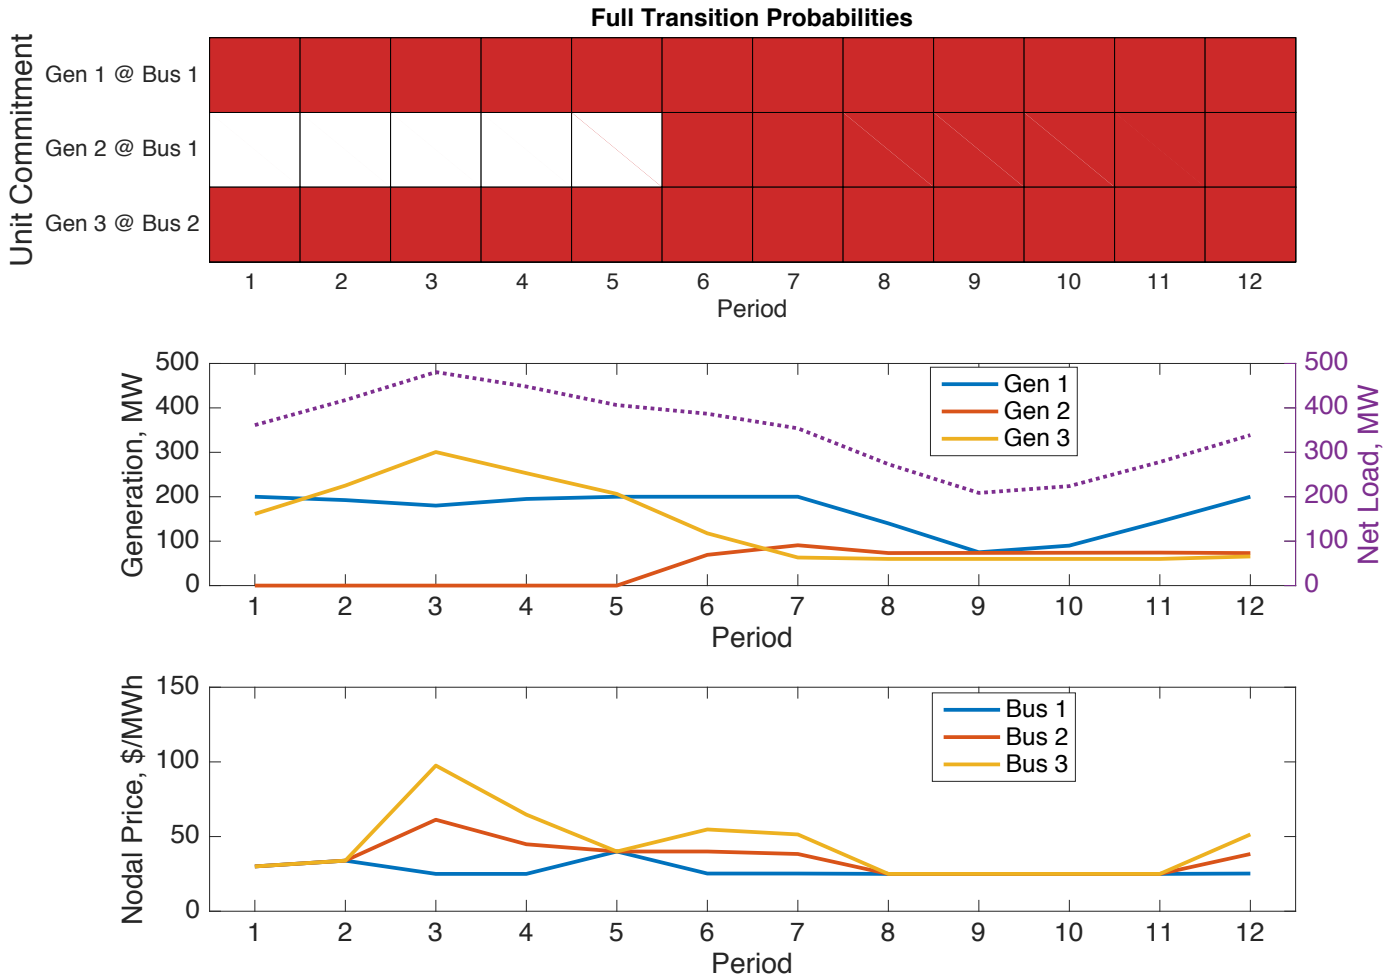 Full Transition Probabilities
Unit Commitment
Gen 1 @ Bus 1
Gen 2 @ Bus 1
Gen 3 @ Bus 2
1 2 3 4 5 6 7 8 9 10 11 12
Period
Generation, MW
500
400
300
200
100
0
Gen 1
Gen 2
Gen 3
500
400
300
200
100
0
Net Load, MW
1 2 3 4 5 6 7 8 9 10 11 12
Period
Nodal Price, $/MWh
150
100
50
0
Bus 1
Bus 2
Bus 3
1 2 3 4 5 6 7 8 9 10 11 12
Period